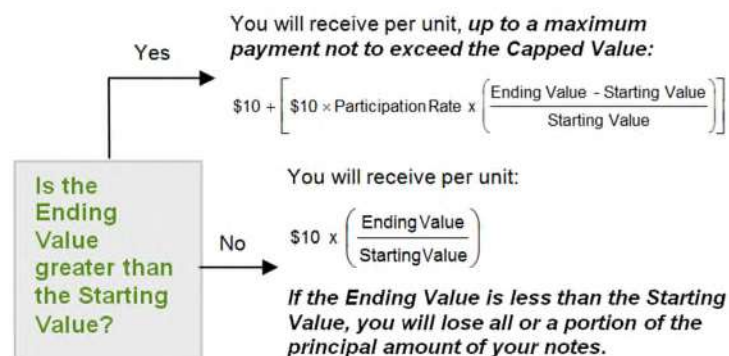 You will receive per unit, up to a maximum
payment not to exceed the Capped Value:
Yes
$10 + [ $10 × Participation Rate x ( Ending Value - Starting Value / Starting Value ) ]
Is the
Ending
Value
greater than
the Starting
Value?
No
You will receive per unit:
$10 x ( Ending Value / Starting Value )
If the Ending Value is less than the Starting
Value, you will lose all or a portion of the
principal amount of your notes.